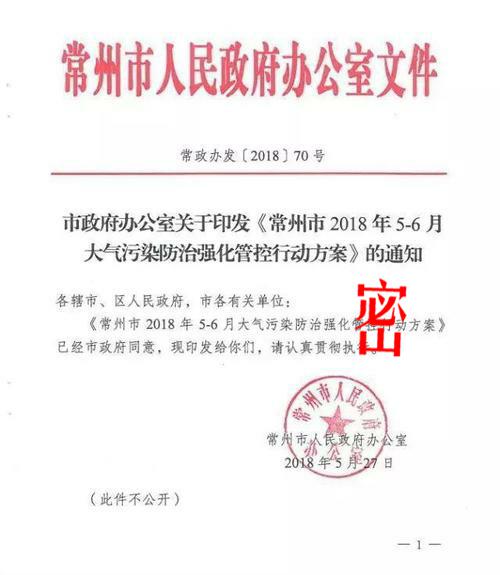 常州市人民政府办公室文件
常政办发〔2018〕70号
市政府办公室关于印发《常州市2018年5-6月
大气污染防治强化管控行动方案》的通知
各辖市、区人民政府，市各有关单位：
《常州市2018年5-6月大气污染防治强化管控行动方案》
已经市政府同意，现印发给你们，请认真贯彻执行。
密
常州市人民政府办公室
常州市人民政府办公室
2018年5月27日
（此件不公开）
— 1 —